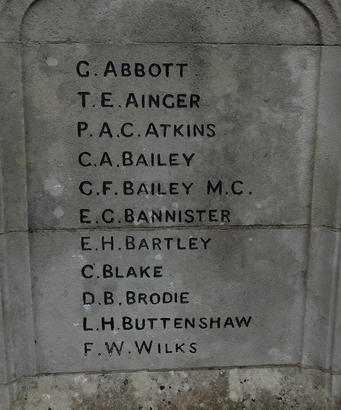 G. ABBOTT
T. E. AINGER
P. A. C. ATKINS
C. A. BAILEY
G. F. BAILEY M.C.
E. G. BANNISTER
E. H. BARTLEY
C. BLAKE
D. B. BRODIE
L. H. BUTTENSHAW
F. W. WILKS